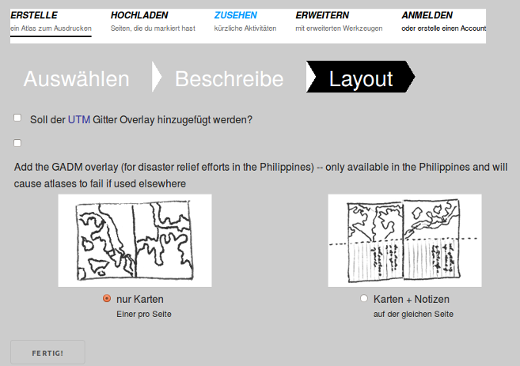 ERSTELLE HOCHLADEN ZUSEHEN ERWEITERN ANMELDEN
ein Atlas zum Ausdrucken Seiten, die du markiert hast kürzliche Aktivitäten mit erweiterten Werkzeugen oder erstelle einen Account
Auswählen Beschreibe Layout
Soll der UTM Gitter Overlay hinzugefügt werden?
Add the GADM overlay (for disaster relief efforts in the Philippines) -- only available in the Philippines and will
cause atlases to fail if used elsewhere
nur Karten Karten + Notizen
Einer pro Seite auf der gleichen Seite
FERTIG!